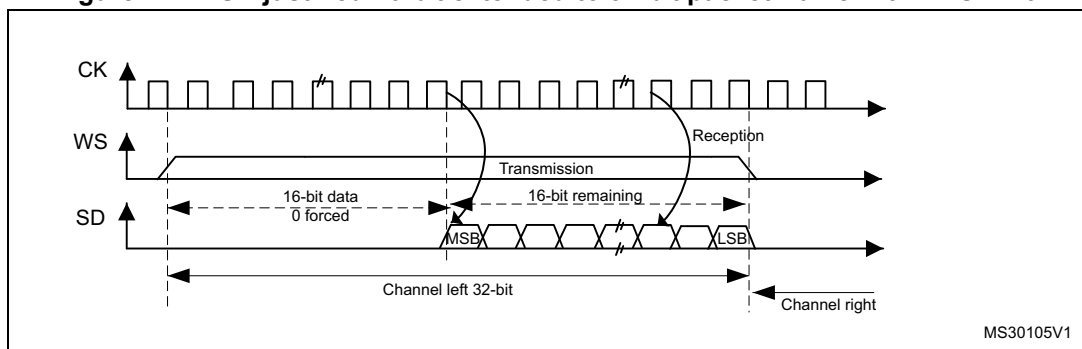 CK
Reception
WS
Transmission
16-bit data
0 forced
16-bit remaining
SD
MSB
LSB
Channel left 32-bit
Channel right
MS30105V1